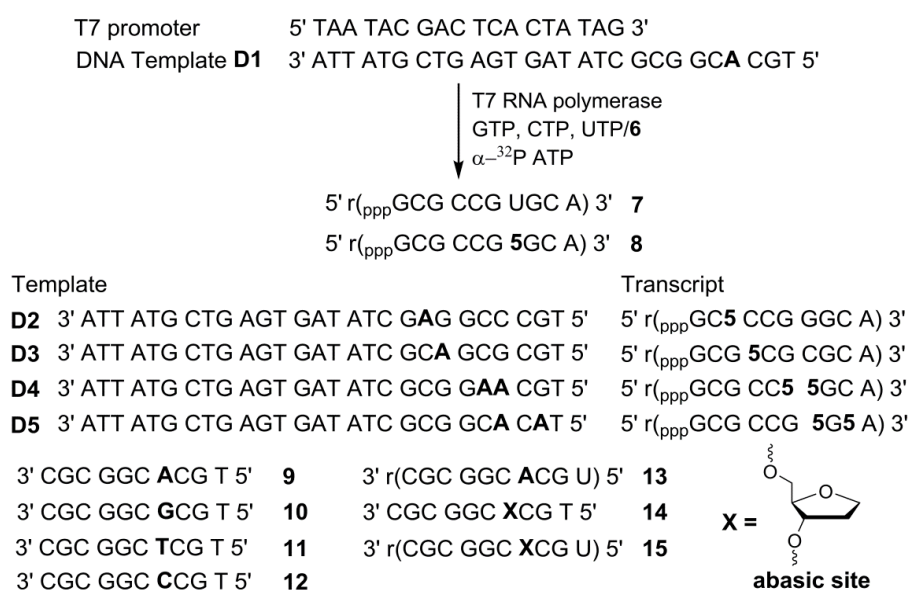 T7 promoter 5' TAA TAC GAC TCA CTA TAG 3'
DNA Template D1 3' ATT ATG CTG AGT GAT ATC GCG GCA CGT 5'
T7 RNA polymerase
GTP, CTP, UTP/6
α–³²P ATP
5' r(pppGCG CCG UGC A) 3' 7
5' r(pppGCG CCG 5GC A) 3' 8
Template Transcript
D2 3' ATT ATG CTG AGT GAT ATC GAG GCC CGT 5' 5' r(pppGC5 CCG GGC A) 3'
D3 3' ATT ATG CTG AGT GAT ATC GCA GCG CGT 5' 5' r(pppGCG 5CG CGC A) 3'
D4 3' ATT ATG CTG AGT GAT ATC GCG GAA CGT 5' 5' r(pppGCG CC5 5GC A) 3'
D5 3' ATT ATG CTG AGT GAT ATC GCG GCA CAT 5' 5' r(pppGCG CCG 5G5 A) 3'
3' CGC GGC ACG T 5' 9 3' r(CGC GGC ACG U) 5' 13
3' CGC GGC GCG T 5' 10 3' CGC GGC XCG T 5' 14
3' CGC GGC TCG T 5' 11 3' r(CGC GGC XCG U) 5' 15
3' CGC GGC CCG T 5' 12
X =
O
O
O
abasic site